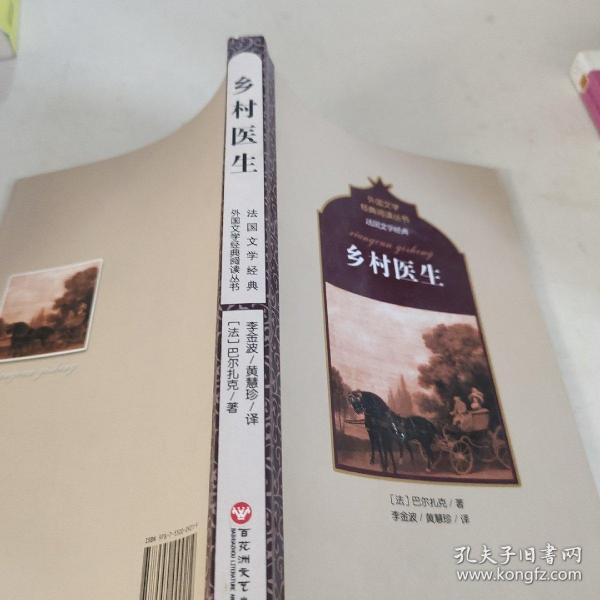 乡村医生
法国文学经典
外国文学经典阅读丛书
李金波/黄慧珍/译
[法]巴尔扎克/著
百花洲文艺
BAIHUAZHOU LITERATURE
外国文学
经典阅读丛书
法国文学经典
xiangcun yisheng
乡村医生
[法]巴尔扎克/著
李金波/黄慧珍/译
xiangcun yisheng
孔夫子旧书网
www.kongfz.com